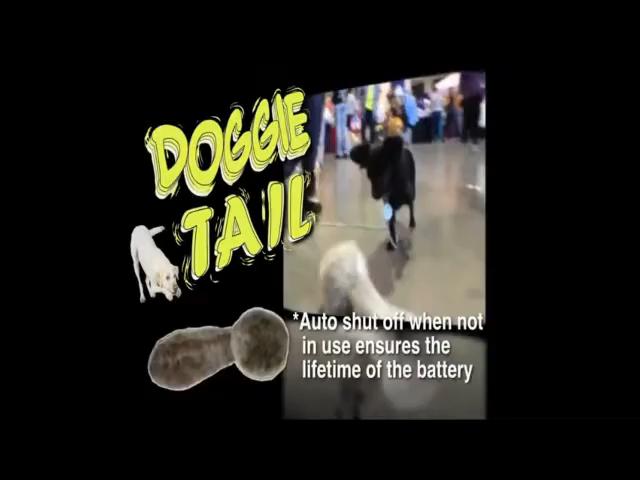 DOGGIE
TAIL
*Auto shut off when not
in use ensures the
lifetime of the battery